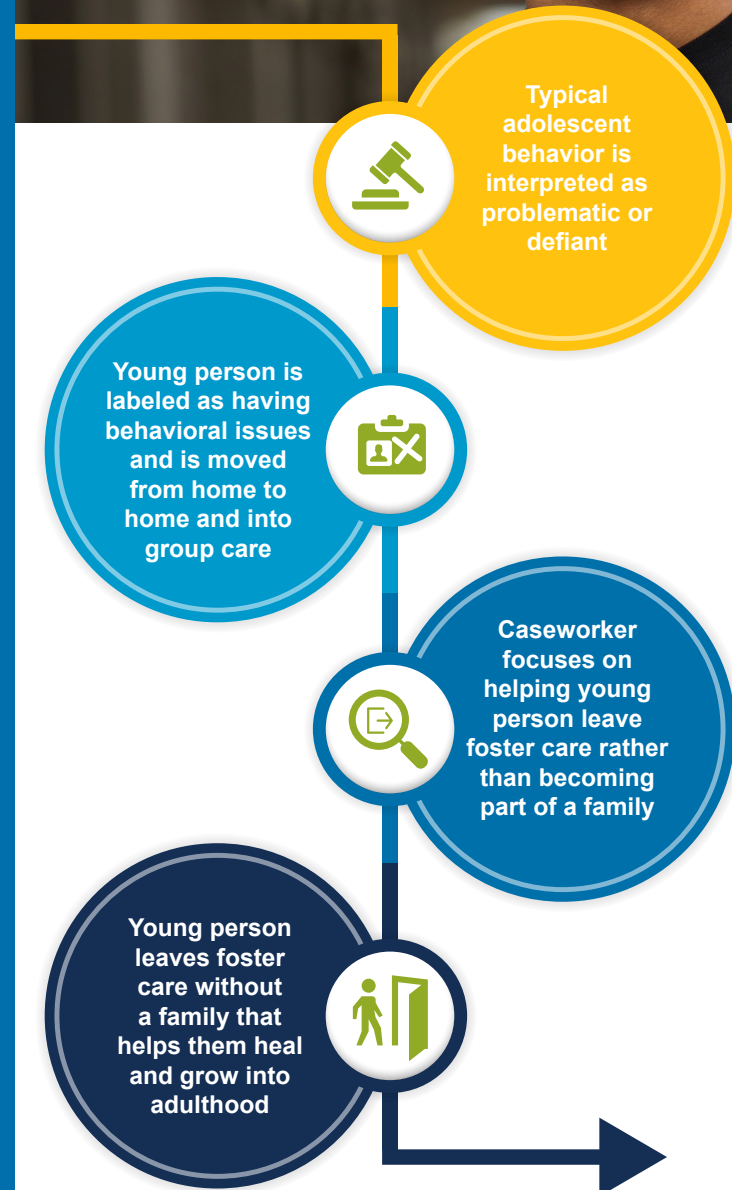 Typical
adolescent
behavior is
interpreted as
problematic or
defiant
Young person is
labeled as having
behavioral issues
and is moved
from home to
home and into
group care
Caseworker
focuses on
helping young
person leave
foster care rather
than becoming
part of a family
Young person
leaves foster
care without
a family that
helps them heal
and grow into
adulthood